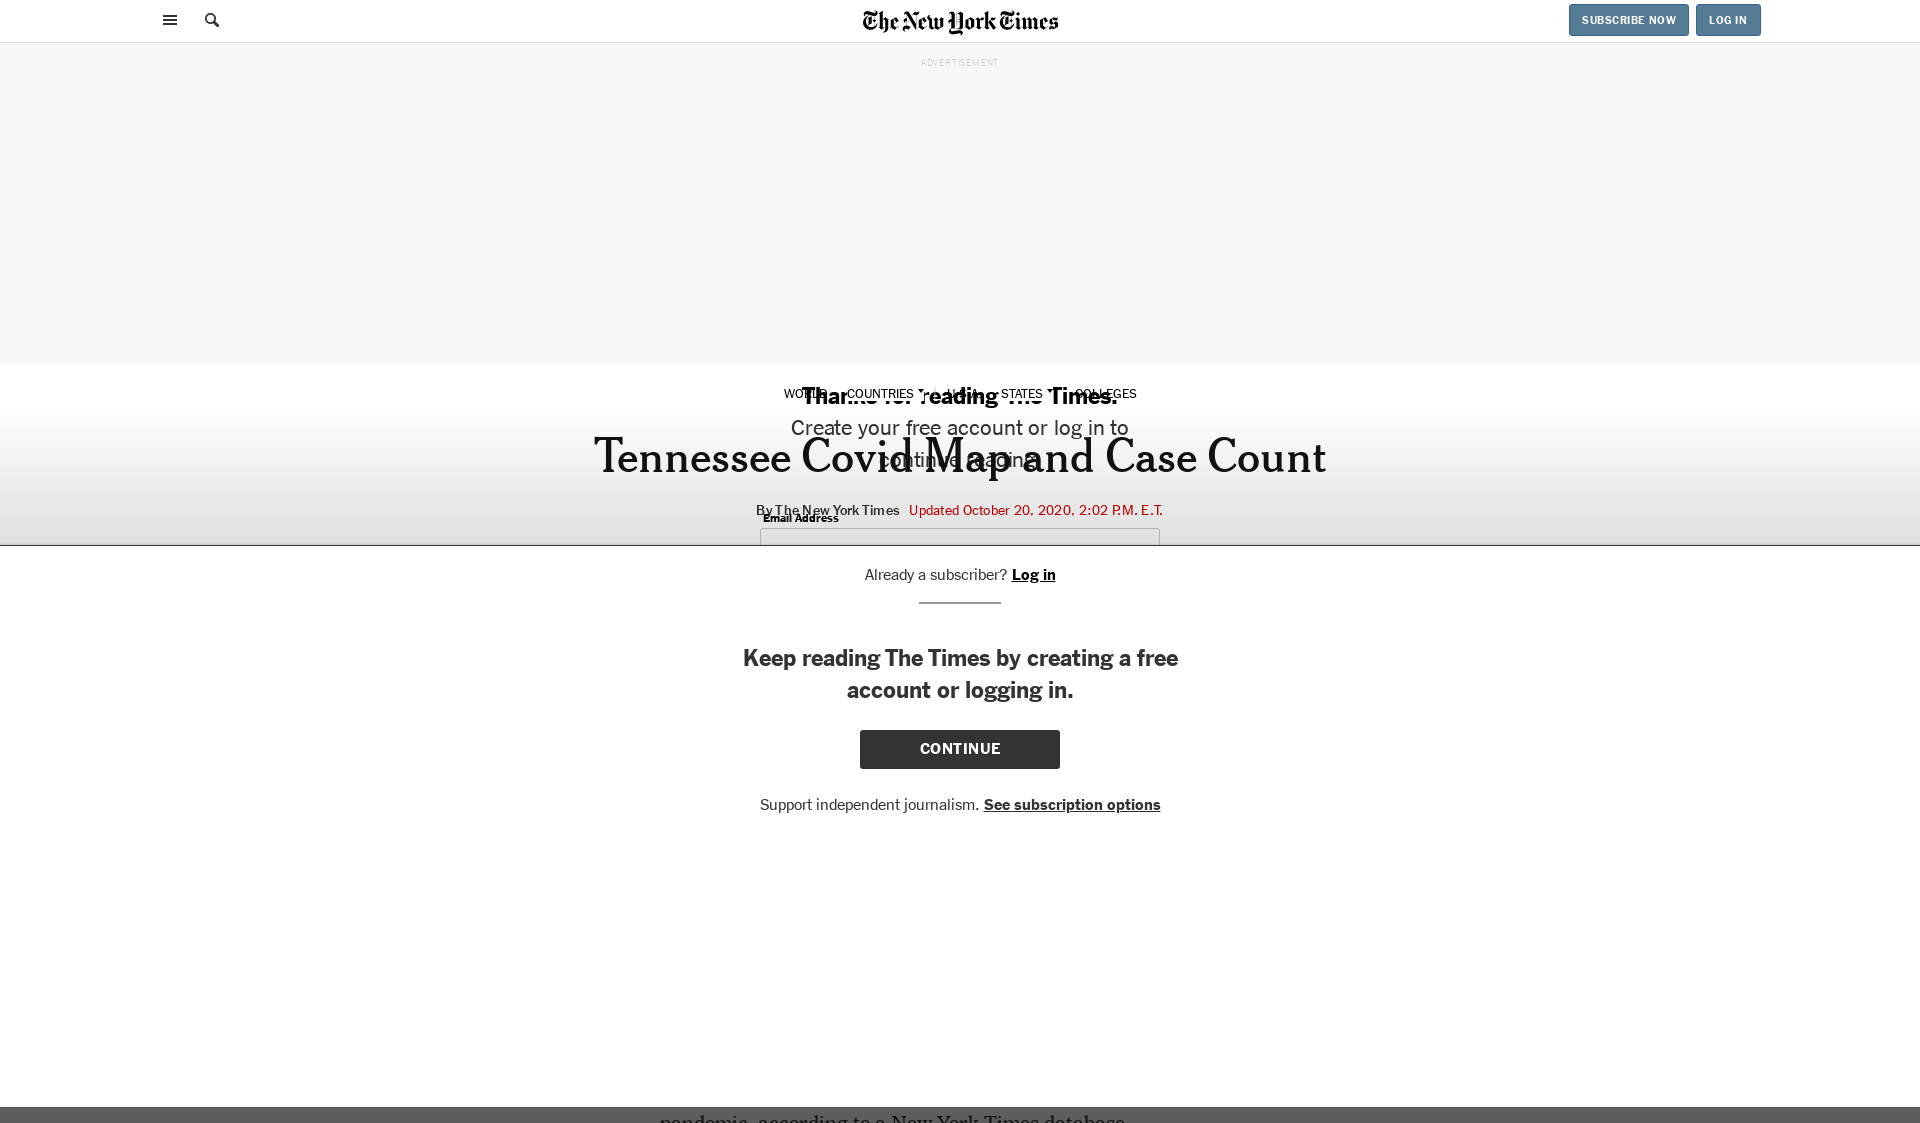 The New York Times
SUBSCRIBE NOW
LOG IN
ADVERTISEMENT
WORLD COUNTRIES U.S.A. STATES COLLEGES
Thanks for reading The Times.
Create your free account or log in to
continue reading.
Tennessee Covid Map and Case Count
By The New York Times Updated October 20, 2020, 2:02 P.M. E.T.
Email Address
Already a subscriber? Log in
Keep reading The Times by creating a free
account or logging in.
CONTINUE
Support independent journalism. See subscription options
pandemic, according to a New York Times database.